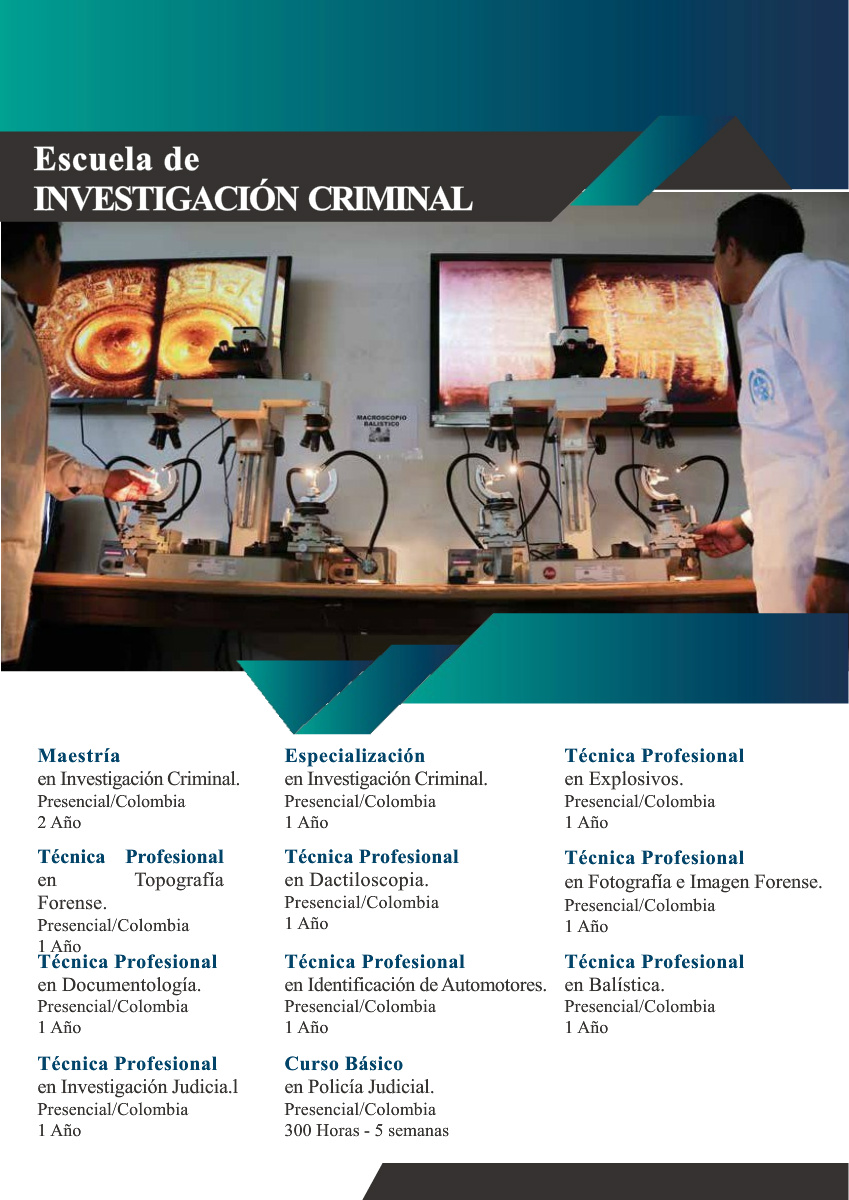 Escuela de
INVESTIGACIÓN CRIMINAL
MACROSCOPIO
BALISTICO
Maestría
en Investigación Criminal.
Presencial/Colombia
2 Año
Especialización
en Investigación Criminal.
Presencial/Colombia
1 Año
Técnica Profesional
en Explosivos.
Presencial/Colombia
1 Año
Técnica Profesional
en Topografía
Forense.
Presencial/Colombia
1 Año
Técnica Profesional
en Dactiloscopia.
Presencial/Colombia
1 Año
Técnica Profesional
en Fotografía e Imagen Forense.
Presencial/Colombia
1 Año
Técnica Profesional
en Documentología.
Presencial/Colombia
1 Año
Técnica Profesional
en Identificación de Automotores.
Presencial/Colombia
1 Año
Técnica Profesional
en Balística.
Presencial/Colombia
1 Año
Técnica Profesional
en Investigación Judicia.l
Presencial/Colombia
1 Año
Curso Básico
en Policía Judicial.
Presencial/Colombia
300 Horas - 5 semanas